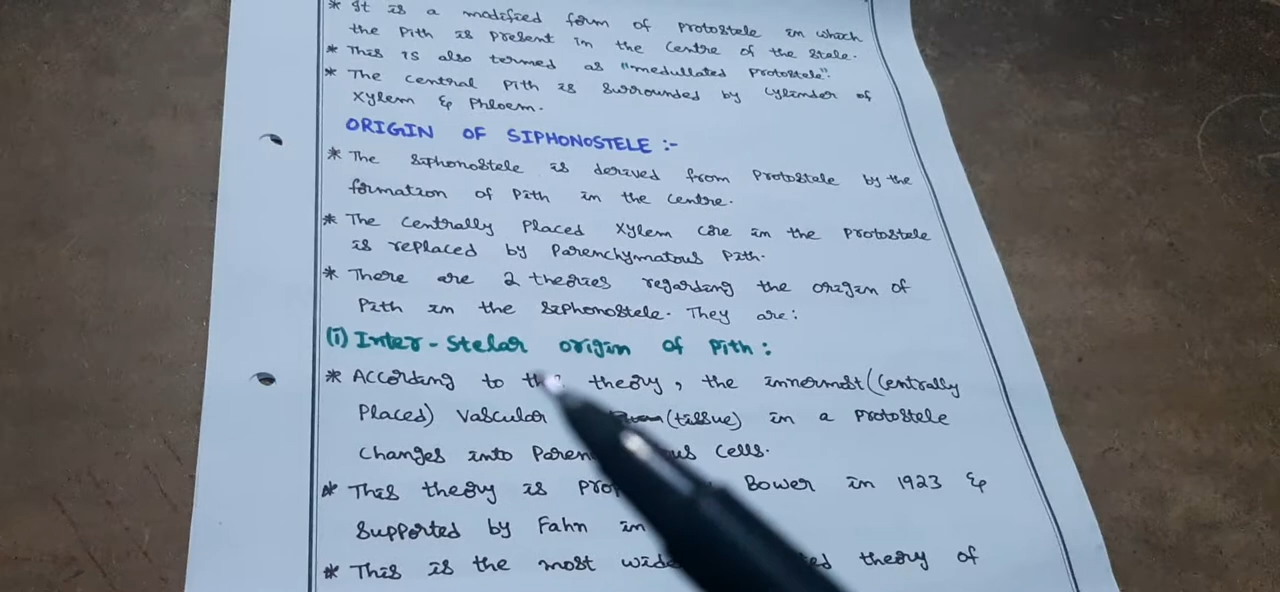 * It is a modified form of protostele in which
the Pith is present in the centre of the stele.
* This is also termed as "medullated protostele".
* The central pith is surrounded by cylinder of
Xylem & Phloem.
ORIGIN OF SIPHONOSTELE :-
* The Siphonostele is derived from Protostele by the
formation of Pith in the centre.
* The centrally Placed Xylem core in the Protostele
is replaced by Parenchymatous Pith.
* There are 2 theories regarding the origin of
Pith in the Siphonostele. They are:
(i) Inter-Stelar origin of Pith :
* According to theory, the innermost (centrally
Placed) Vascular (tissue) in a Protostele
changes into cells.
* This theory is Bower in 1923 &
Supported by Fahn in
* This is the most theory of